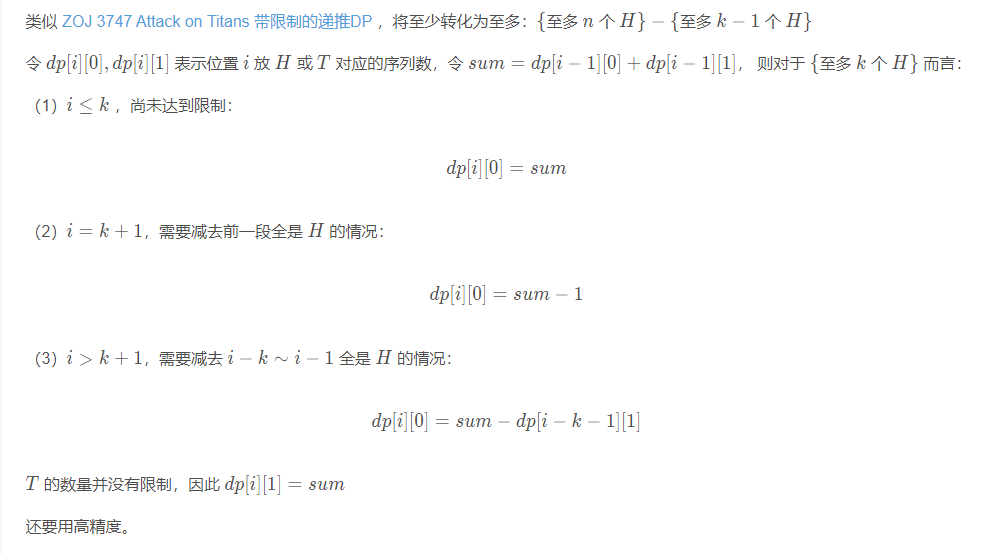 类似 ZOJ 3747 Attack on Titans 带限制的递推DP ，将至少转化为至多：{至多 n 个 H} − {至多 k − 1 个 H}
令 dp[i][0], dp[i][1] 表示位置 i 放 H 或 T 对应的序列数，令 sum = dp[i − 1][0] + dp[i − 1][1]， 则对于 {至多 k 个 H} 而言：
（1）i ≤ k ，尚未达到限制：
dp[i][0] = sum
（2）i = k + 1，需要减去前一段全是 H 的情况：
dp[i][0] = sum − 1
（3）i > k + 1，需要减去 i − k ∼ i − 1 全是 H 的情况：
dp[i][0] = sum − dp[i − k − 1][1]
T 的数量并没有限制，因此 dp[i][1] = sum
还要用高精度。